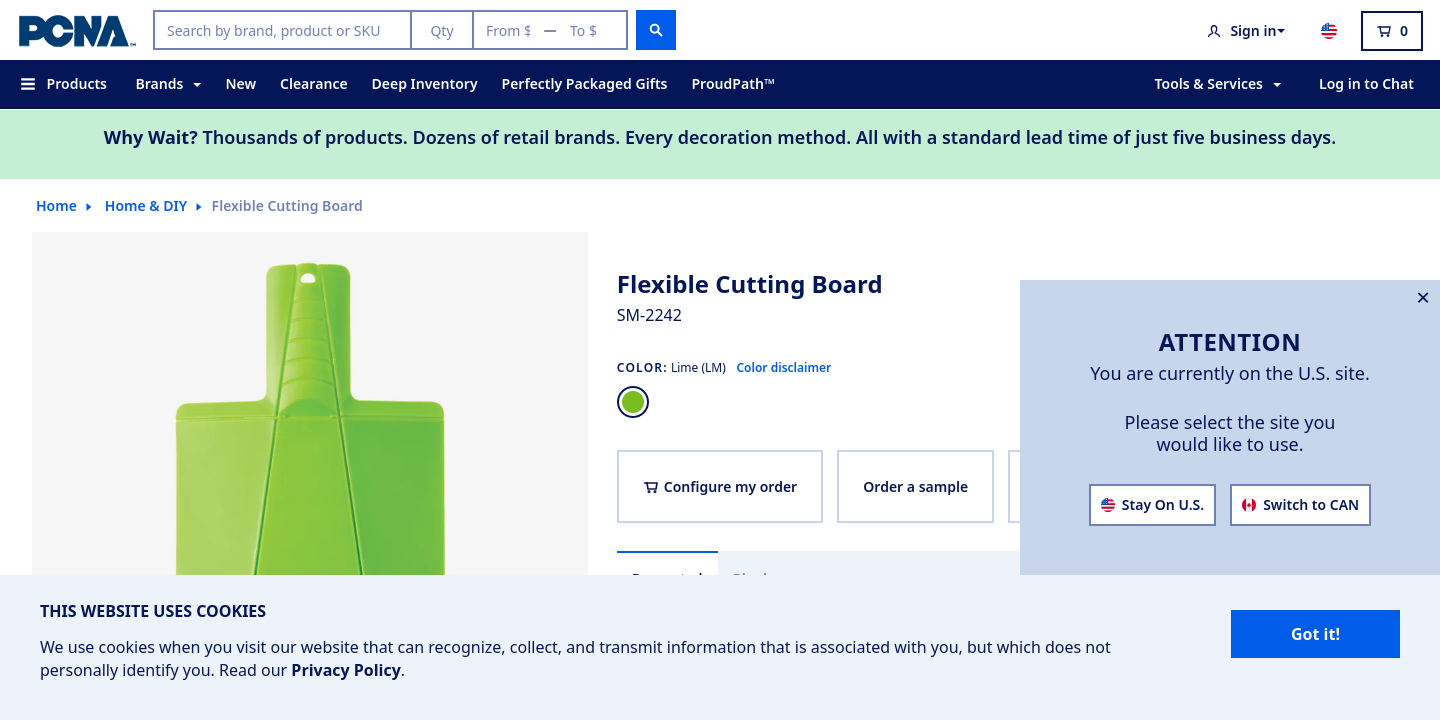 PCNA™
Search by brand, product or SKU
Qty
From $
—
To $
Sign in
0
Products
Brands
New
Clearance
Deep Inventory
Perfectly Packaged Gifts
ProudPath™
Tools & Services
Log in to Chat
Why Wait? Thousands of products. Dozens of retail brands. Every decoration method. All with a standard lead time of just five business days.
Home
Home & DIY
Flexible Cutting Board
Flexible Cutting Board
SM-2242
COLOR: Lime (LM) Color disclaimer
Configure my order
Order a sample
ATTENTION
You are currently on the U.S. site.
Please select the site you
would like to use.
Stay On U.S.
Switch to CAN
THIS WEBSITE USES COOKIES
We use cookies when you visit our website that can recognize, collect, and transmit information that is associated with you, but which does not
personally identify you. Read our Privacy Policy.
Got it!